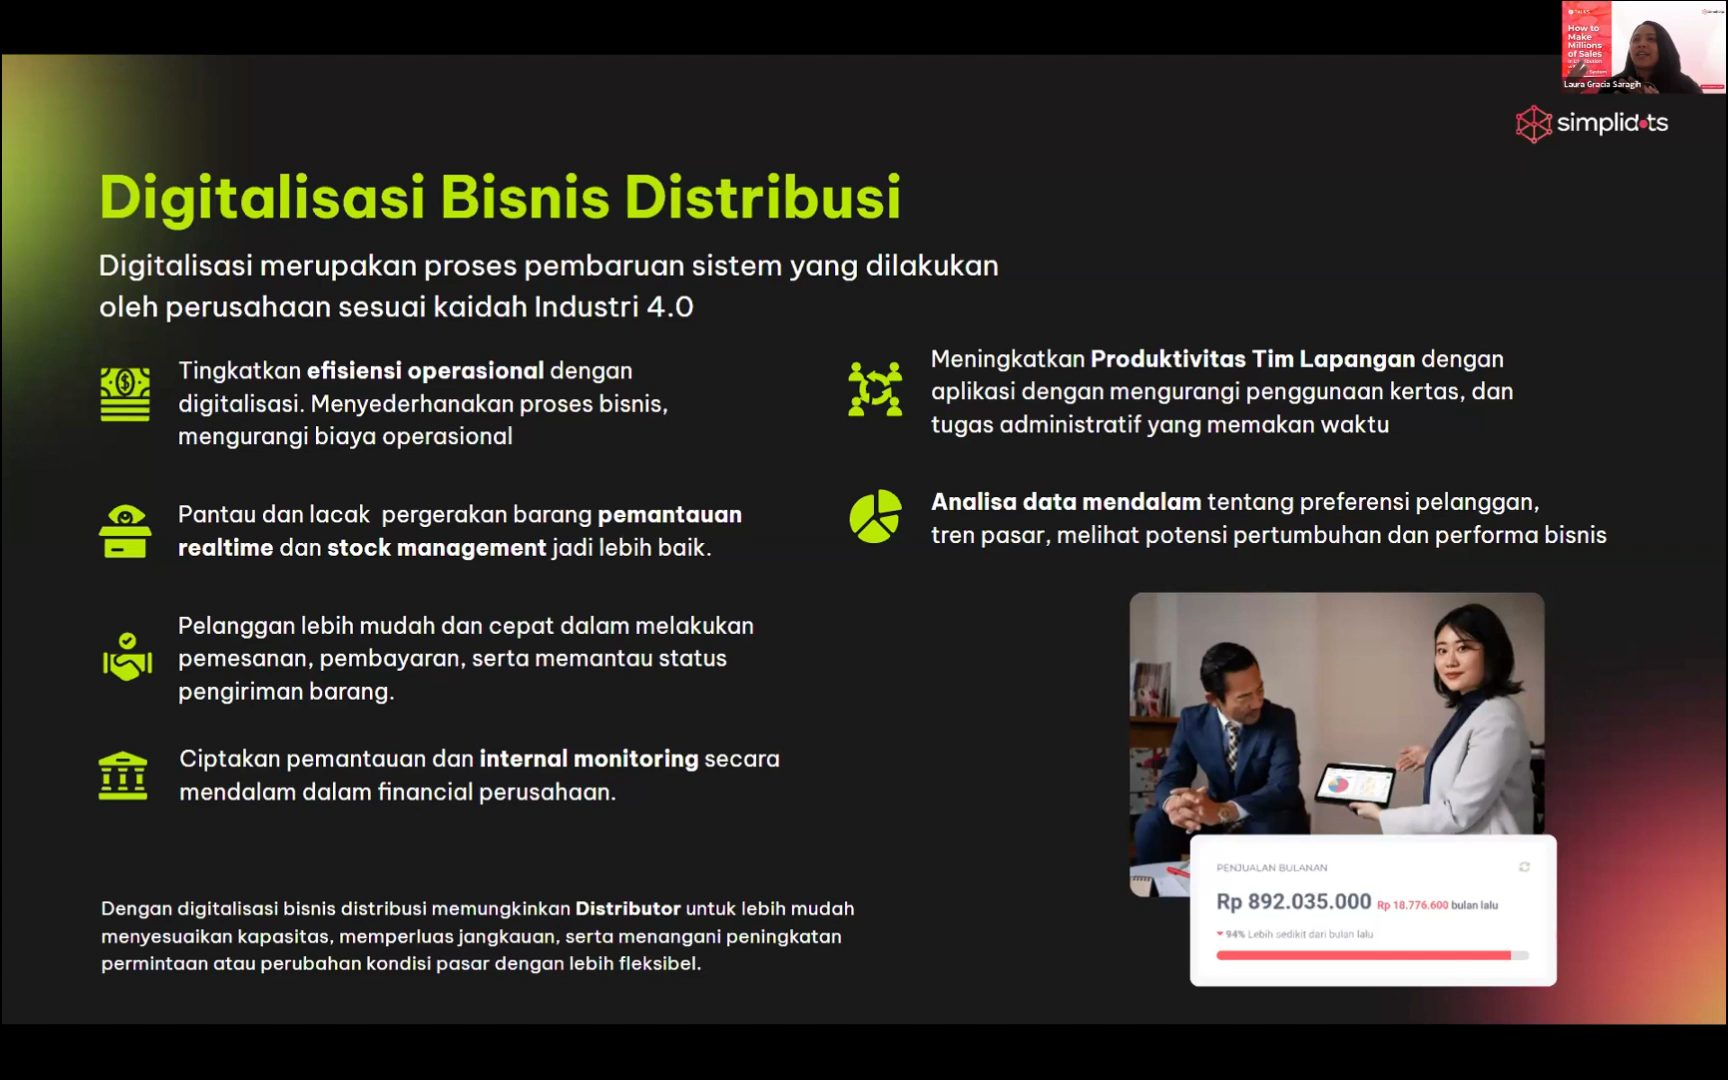 How to
Make
Millions
of Sales
Laura Gracia Saragih
simplidots
Digitalisasi Bisnis Distribusi
Digitalisasi merupakan proses pembaruan sistem yang dilakukan
oleh perusahaan sesuai kaidah Industri 4.0
Tingkatkan efisiensi operasional dengan
digitalisasi. Menyederhanakan proses bisnis,
mengurangi biaya operasional
Pantau dan lacak pergerakan barang pemantauan
realtime dan stock management jadi lebih baik.
Pelanggan lebih mudah dan cepat dalam melakukan
pemesanan, pembayaran, serta memantau status
pengiriman barang.
Ciptakan pemantauan dan internal monitoring secara
mendalam dalam financial perusahaan.
Meningkatkan Produktivitas Tim Lapangan dengan
aplikasi dengan mengurangi penggunaan kertas, dan
tugas administratif yang memakan waktu
Analisa data mendalam tentang preferensi pelanggan,
tren pasar, melihat potensi pertumbuhan dan performa bisnis
PENJUALAN BULANAN
Rp 892.035.000 Rp 18.776.600 bulan lalu
94% Lebih sedikit dari bulan lalu
Dengan digitalisasi bisnis distribusi memungkinkan Distributor untuk lebih mudah
menyesuaikan kapasitas, memperluas jangkauan, serta menangani peningkatan
permintaan atau perubahan kondisi pasar dengan lebih fleksibel.